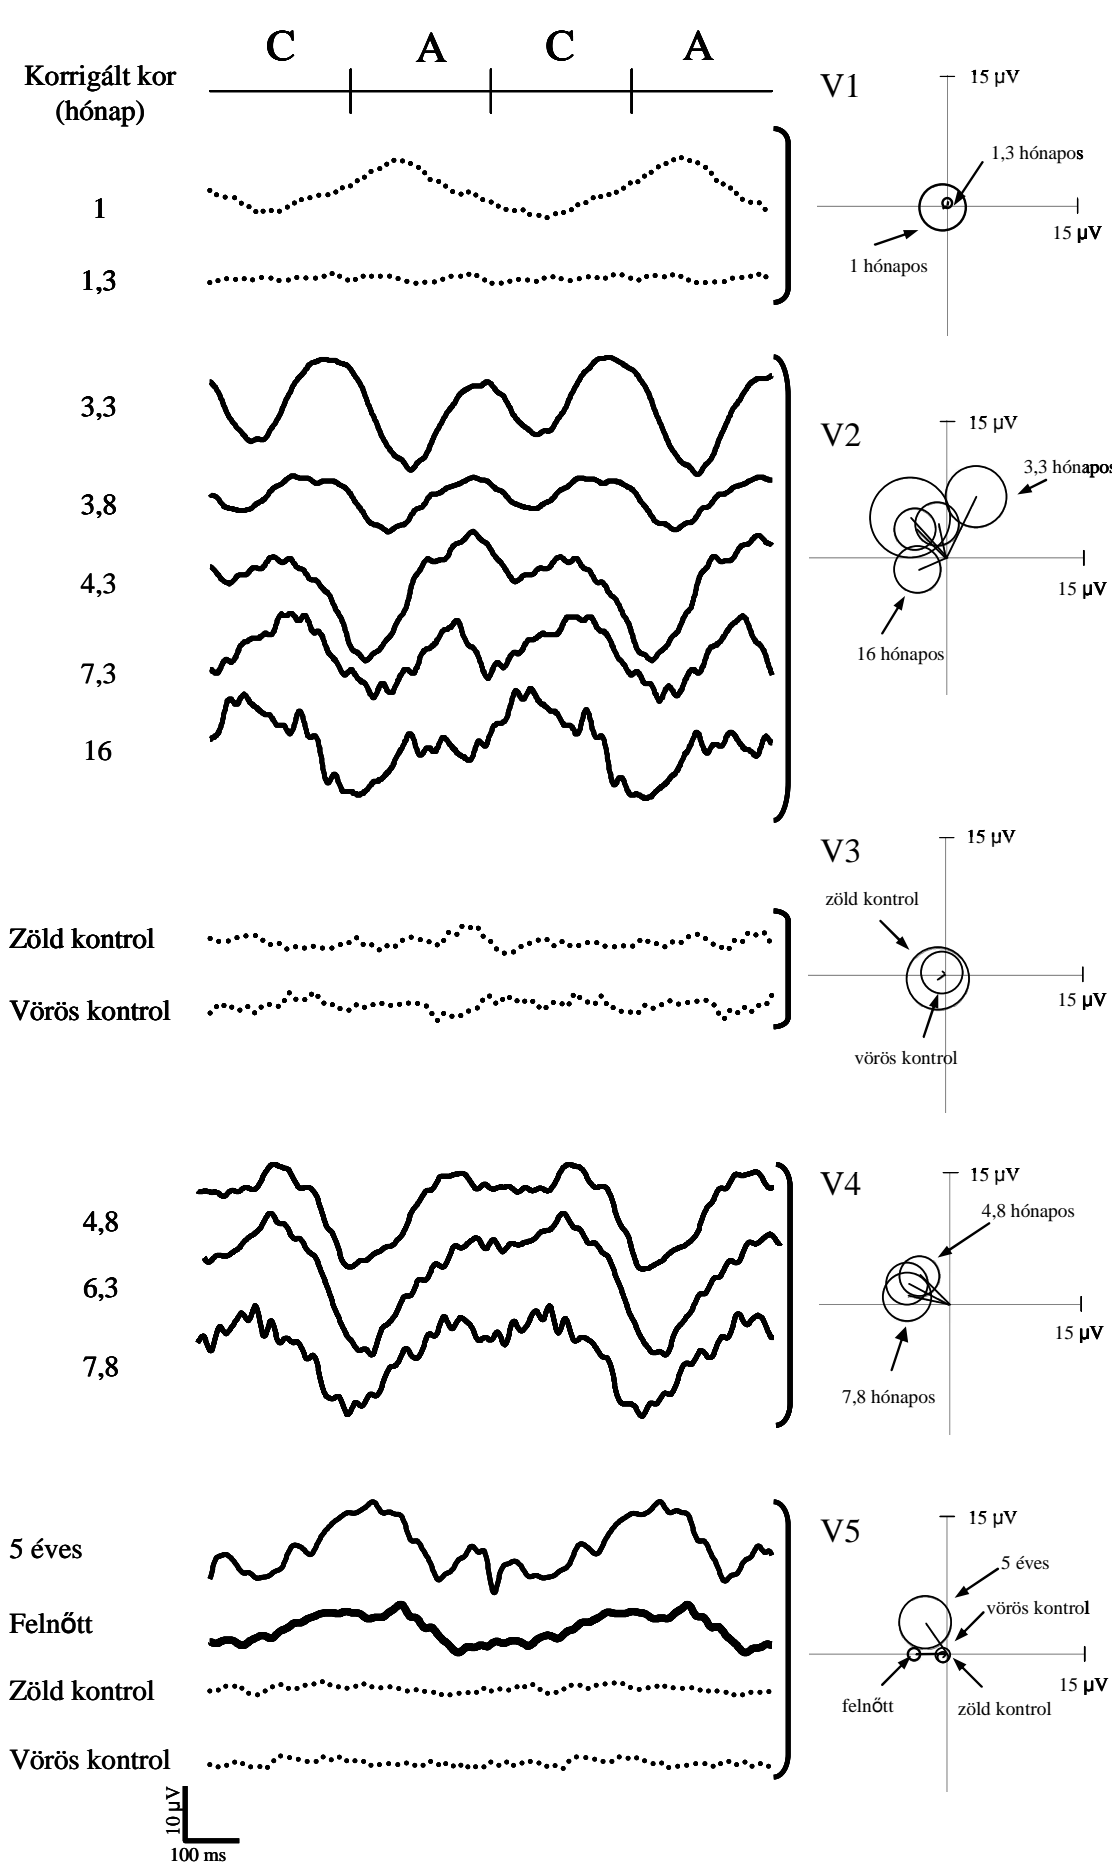 C A C A
Korrigált kor
(hónap)
1
1,3
V1
15 µV
1,3 hónapos
15 µV
1 hónapos
3,3
3,8
4,3
7,3
16
V2
15 µV
3,3 hónapos
15 µV
16 hónapos
Zöld kontrol
Vörös kontrol
V3
15 µV
zöld kontrol
15 µV
vörös kontrol
4,8
6,3
7,8
V4
15 µV
4,8 hónapos
15 µV
7,8 hónapos
5 éves
Felnőtt
Zöld kontrol
Vörös kontrol
V5
15 µV
5 éves
vörös kontrol
15 µV
felnőtt
zöld kontrol
10 µV
100 ms